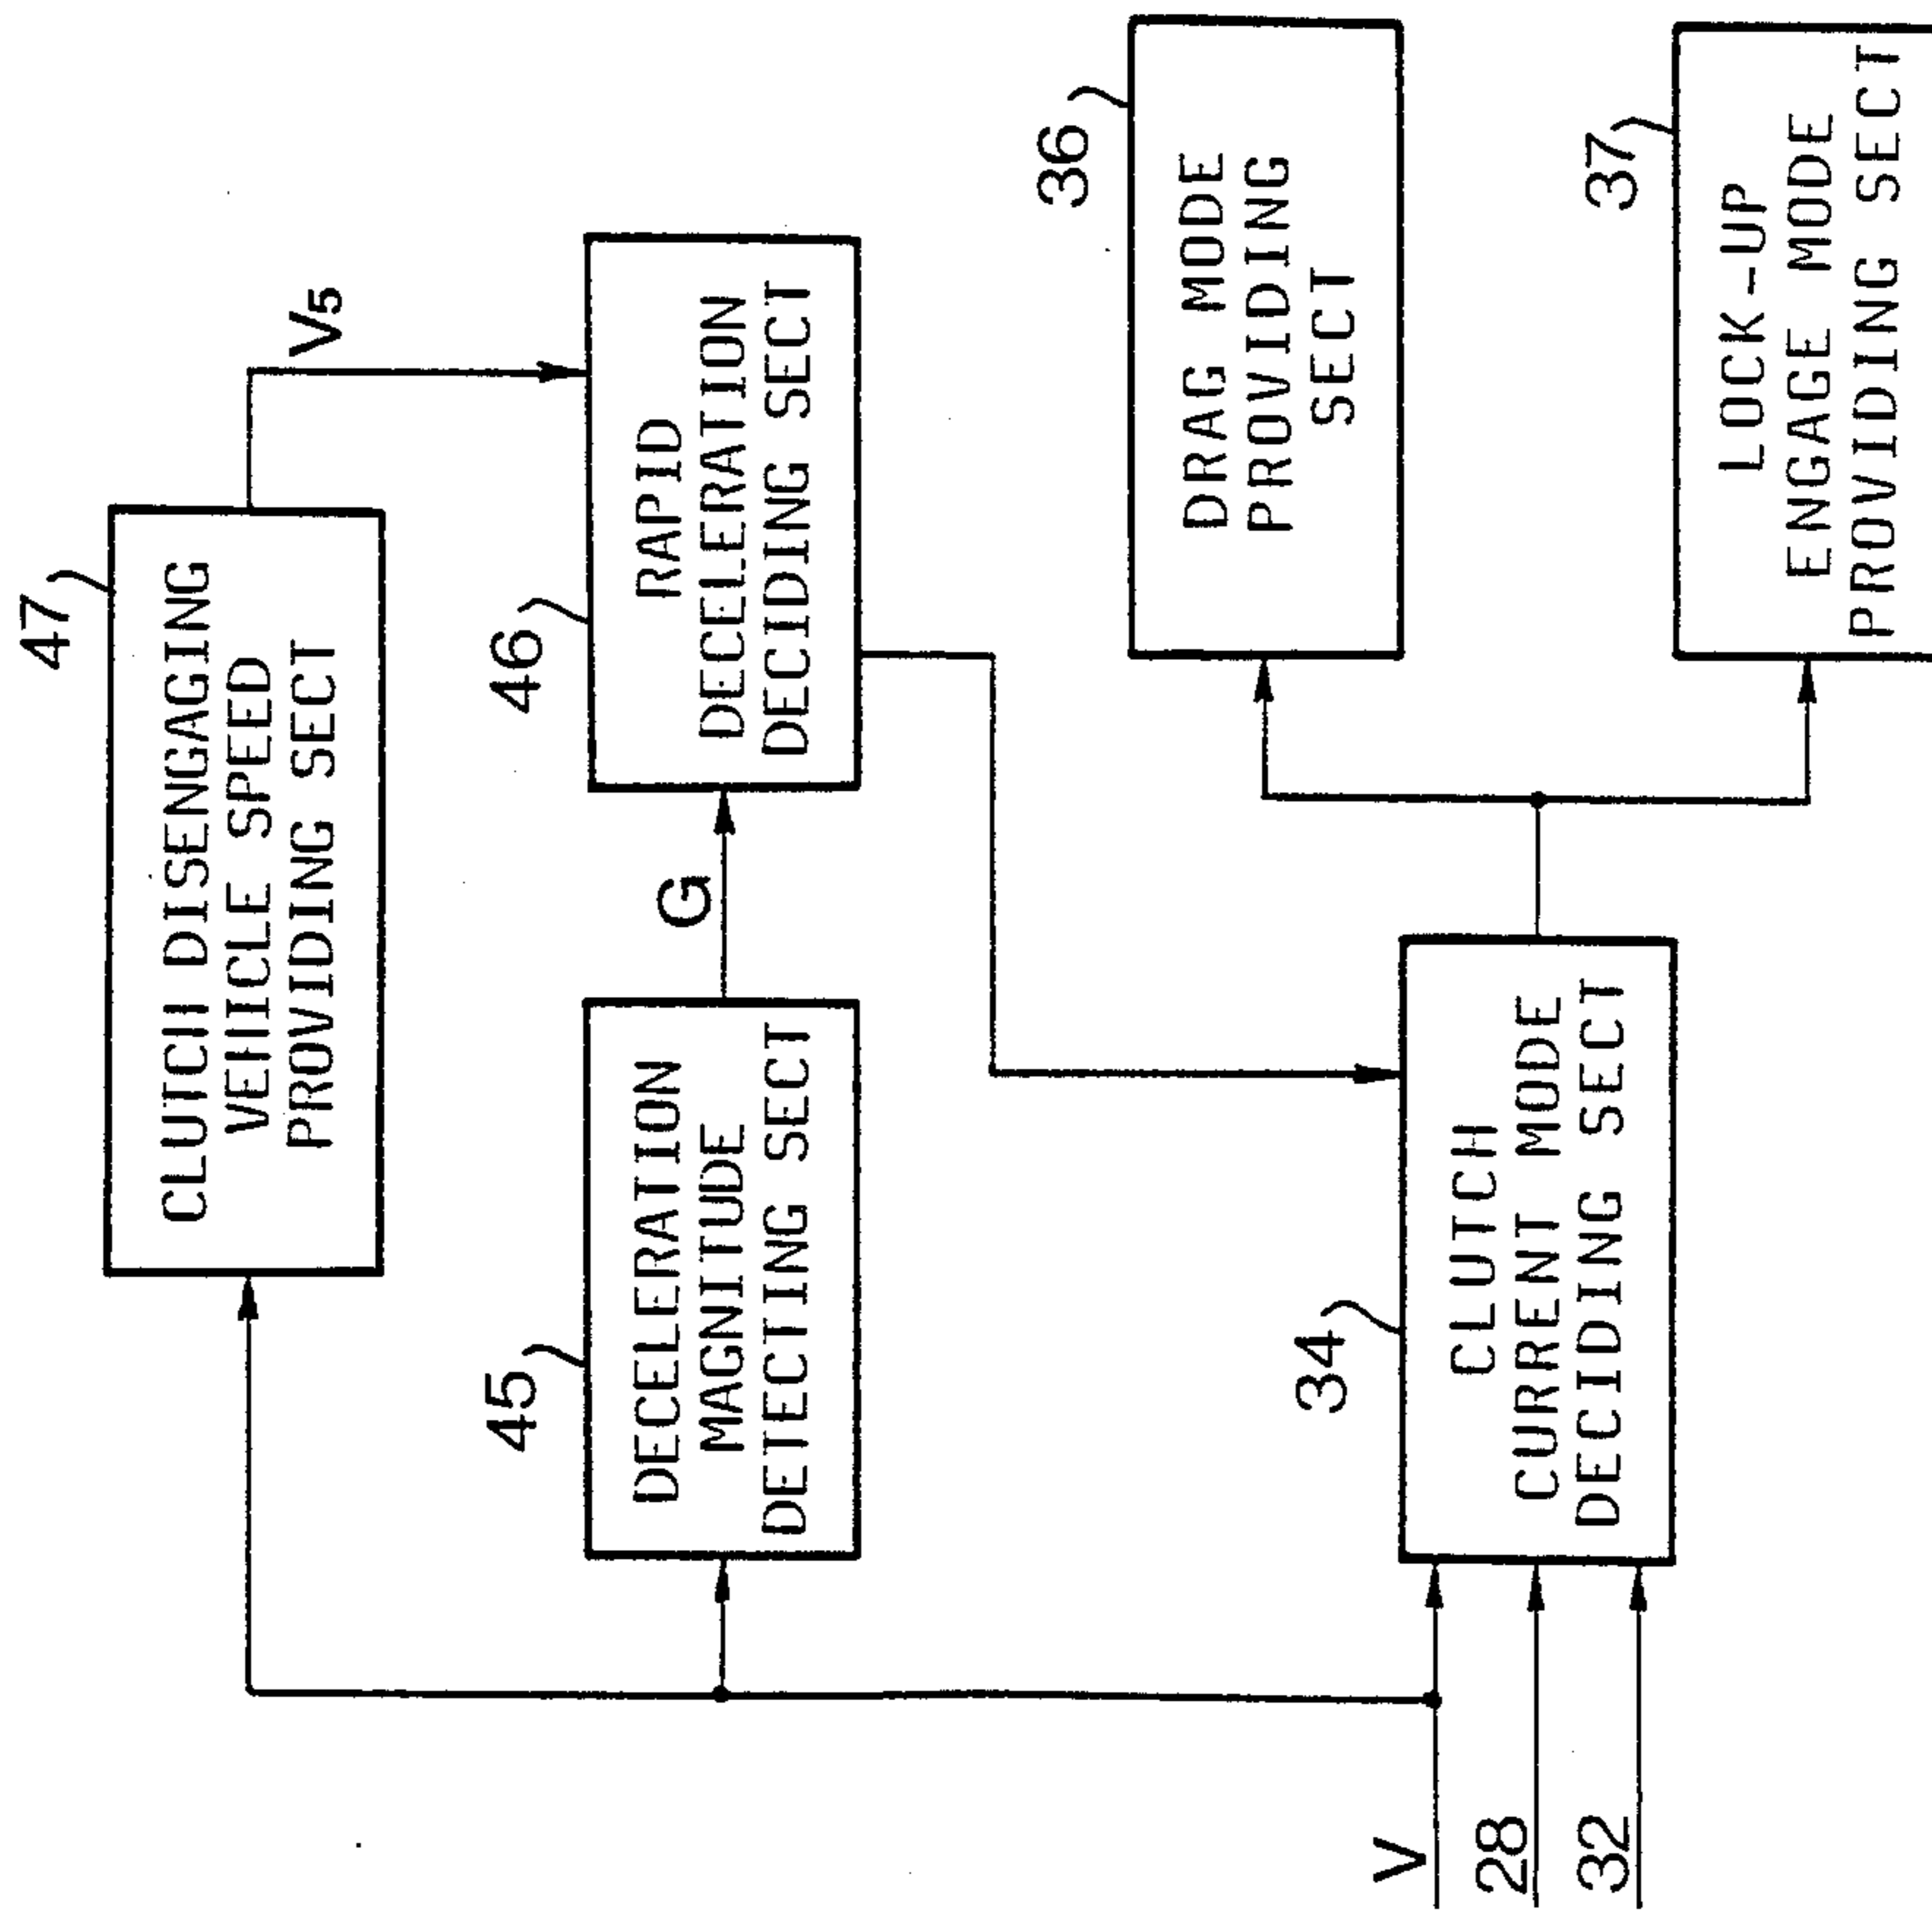 47
CLUTCH DISENGAGING
VEHICLE SPEED
PROVIDING SECT
V5
45
DECELERATION
MAGNITUDE
DETECTING SECT
G
46
RAPID
DECELERATION
DECIDING SECT
36
DRAG MODE
PROVIDING
SECT
V
28
32
34
CLUTCH
CURRENT MODE
DECIDING SECT
37
LOCK-UP
ENGAGE MODE
PROVIDING SECT